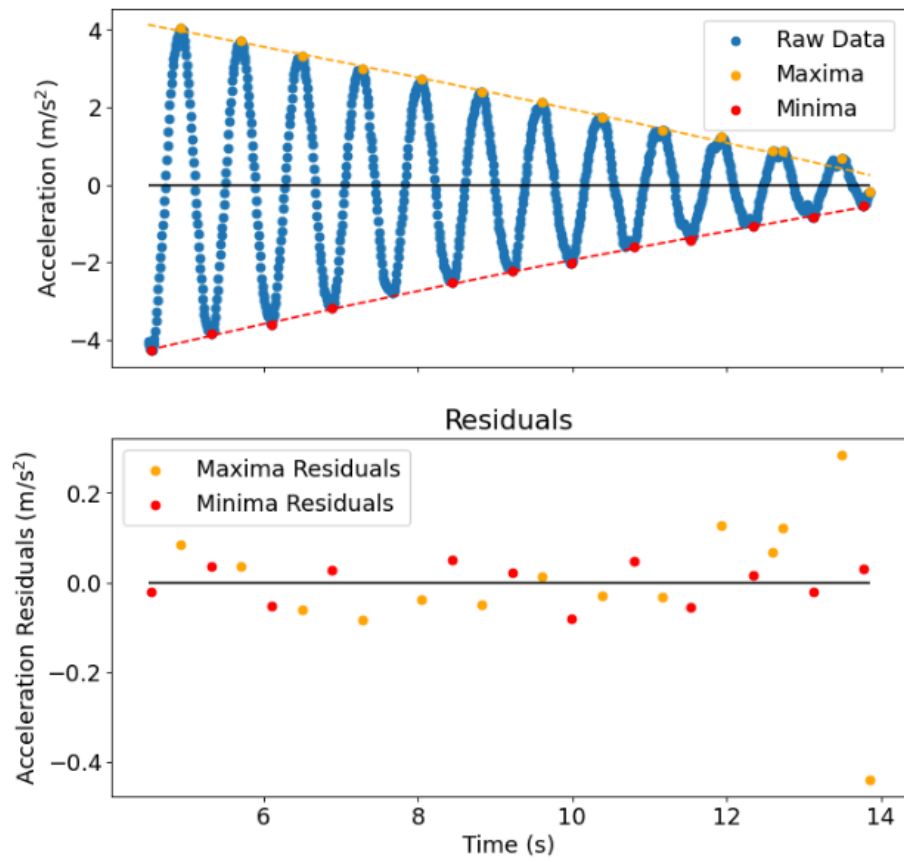 4
2
0
−2
−4
Acceleration (m/s²)
Raw Data
Maxima
Minima
Residuals
Maxima Residuals
Minima Residuals
0.2
0.0
−0.2
−0.4
Acceleration Residuals (m/s²)
6 8 10 12 14
Time (s)